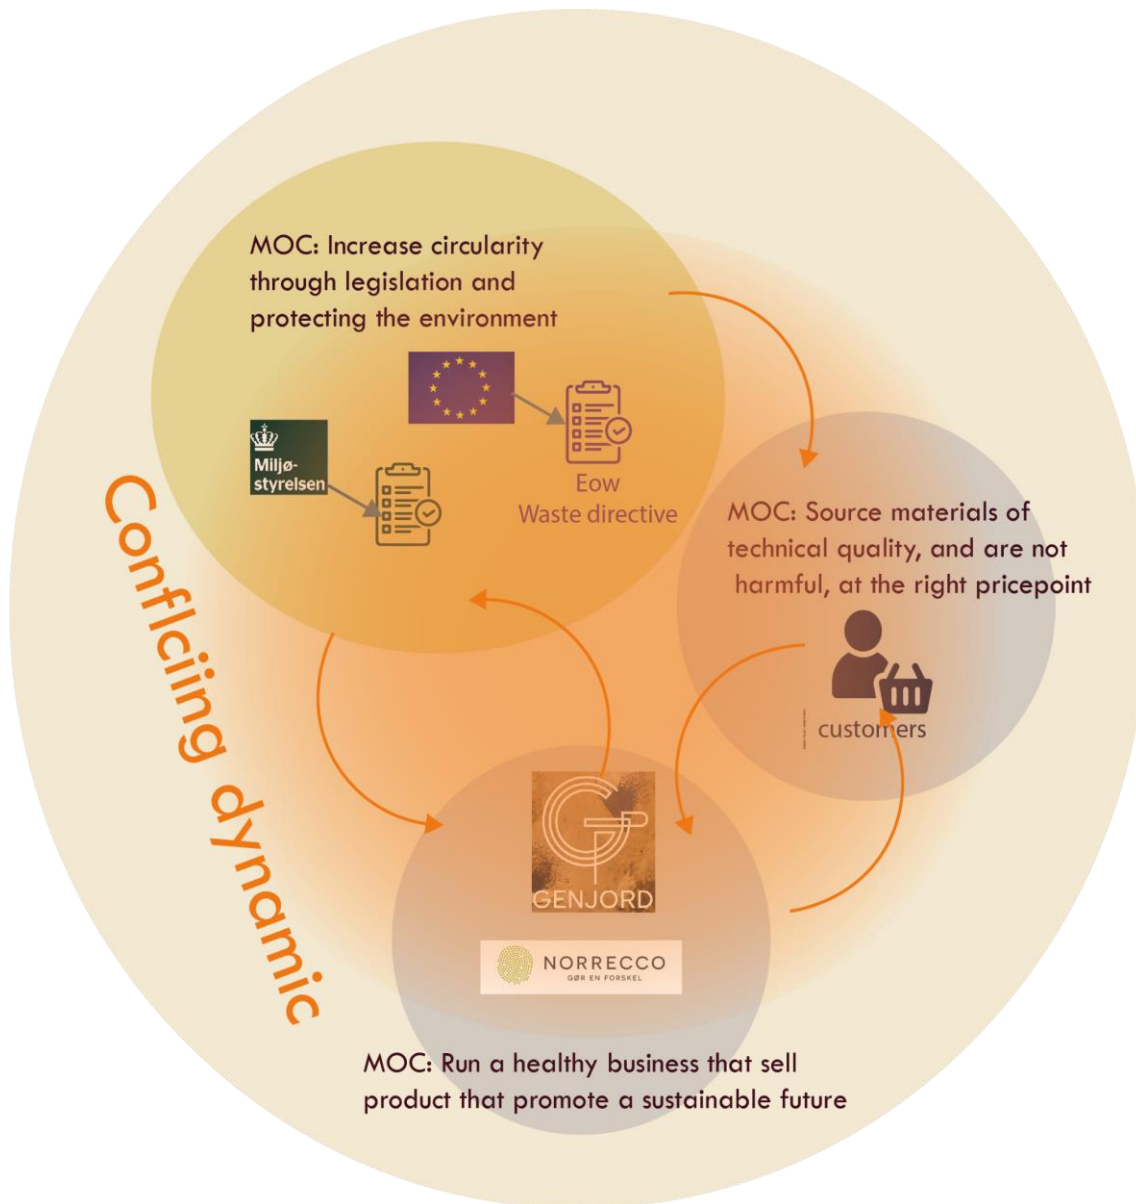 MOC: Increase circularity
through legislation and
protecting the environment
Miljø-
styrelsen
Eow
Waste directive
MOC: Source materials of
technical quality, and are not
harmful, at the right pricepoint
customers
Conflciing dynamic
GENJORD
NORRECCO
GØR EN FORSKEL
MOC: Run a healthy business that sell
product that promote a sustainable future